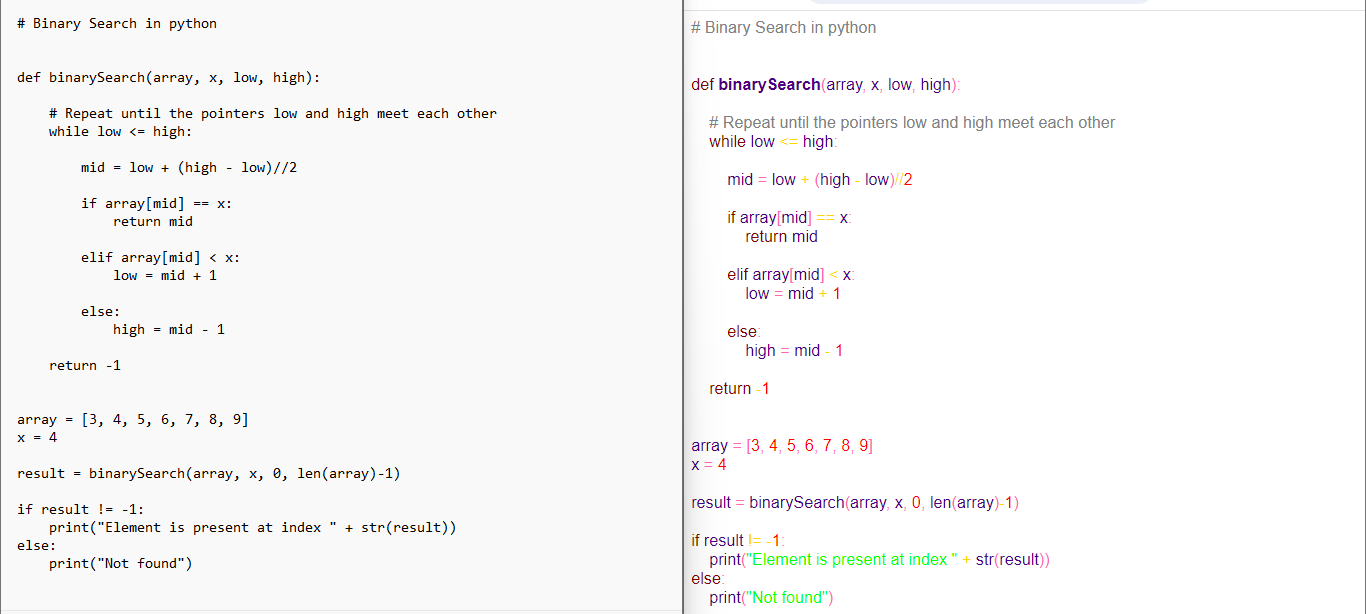 # Binary Search in python
def binarySearch(array, x, low, high):
# Repeat until the pointers low and high meet each other
while low <= high:
mid = low + (high - low)//2
if array[mid] == x:
return mid
elif array[mid] < x:
low = mid + 1
else:
high = mid - 1
return -1
array = [3, 4, 5, 6, 7, 8, 9]
x = 4
result = binarySearch(array, x, 0, len(array)-1)
if result != -1:
print("Element is present at index " + str(result))
else:
print("Not found")
# Binary Search in python
def binarySearch(array, x, low, high):
# Repeat until the pointers low and high meet each other
while low <= high:
mid = low + (high - low)//2
if array[mid] == x:
return mid
elif array[mid] < x:
low = mid + 1
else:
high = mid - 1
return -1
array = [3, 4, 5, 6, 7, 8, 9]
x = 4
result = binarySearch(array, x, 0, len(array)-1)
if result != -1:
print("Element is present at index " + str(result))
else:
print("Not found")